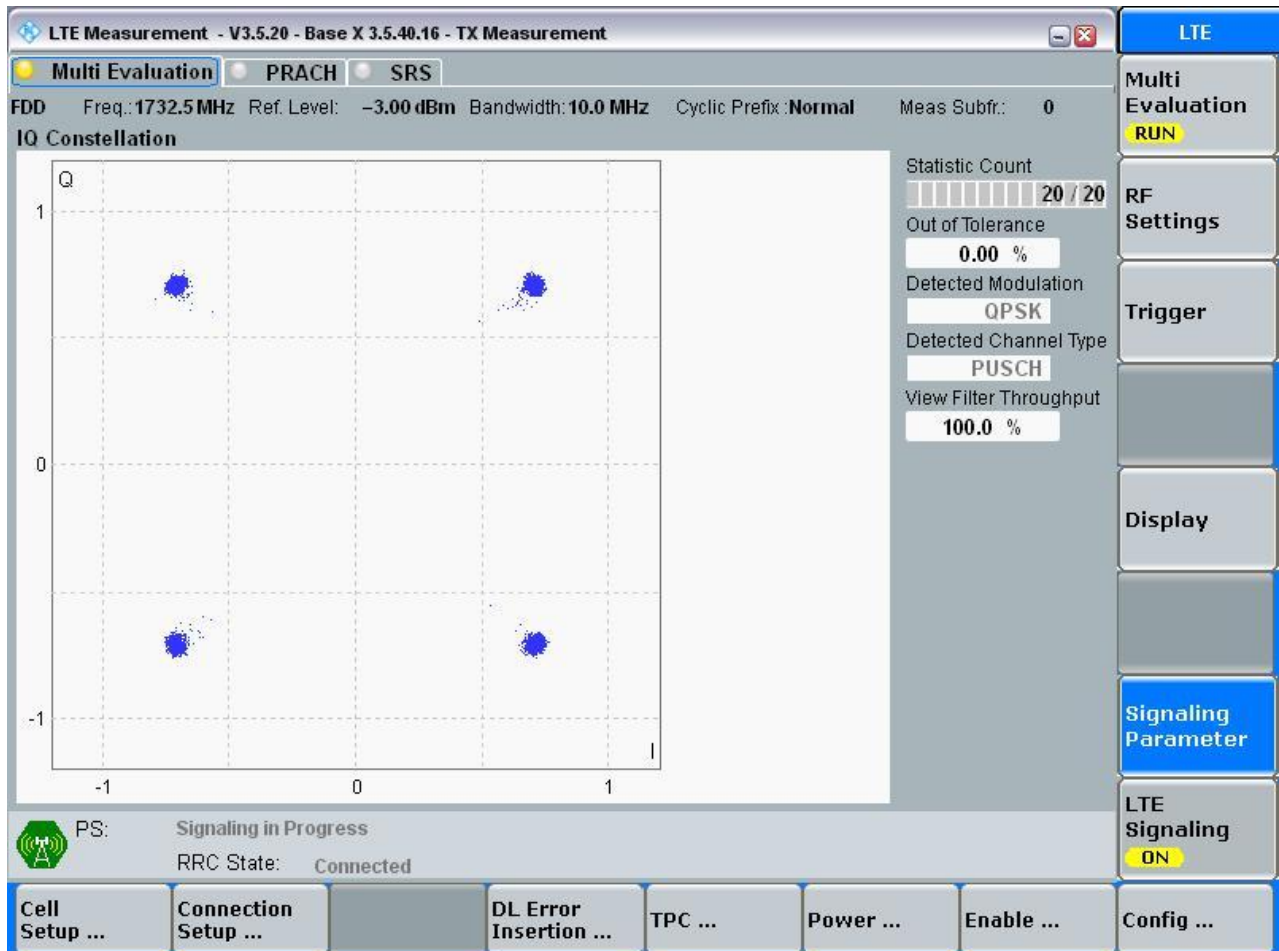 LTE Measurement - V3.5.20 - Base X 3.5.40.16 - TX Measurement
LTE
Multi Evaluation PRACH SRS
FDD Freq.: 1732.5 MHz Ref. Level: -3.00 dBm Bandwidth: 10.0 MHz Cyclic Prefix : Normal Meas Subfr.: 0
IQ Constellation
Q
1
0
-1
-1 0 1
I
Statistic Count
20 / 20
Out of Tolerance
0.00 %
Detected Modulation
QPSK
Detected Channel Type
PUSCH
View Filter Throughput
100.0 %
Multi
Evaluation
RUN
RF
Settings
Trigger
Display
Signaling
Parameter
LTE
Signaling
ON
PS: Signaling in Progress
RRC State: Connected
Cell
Setup ...
Connection
Setup ...
DL Error
Insertion ...
TPC ...
Power ...
Enable ...
Config ...